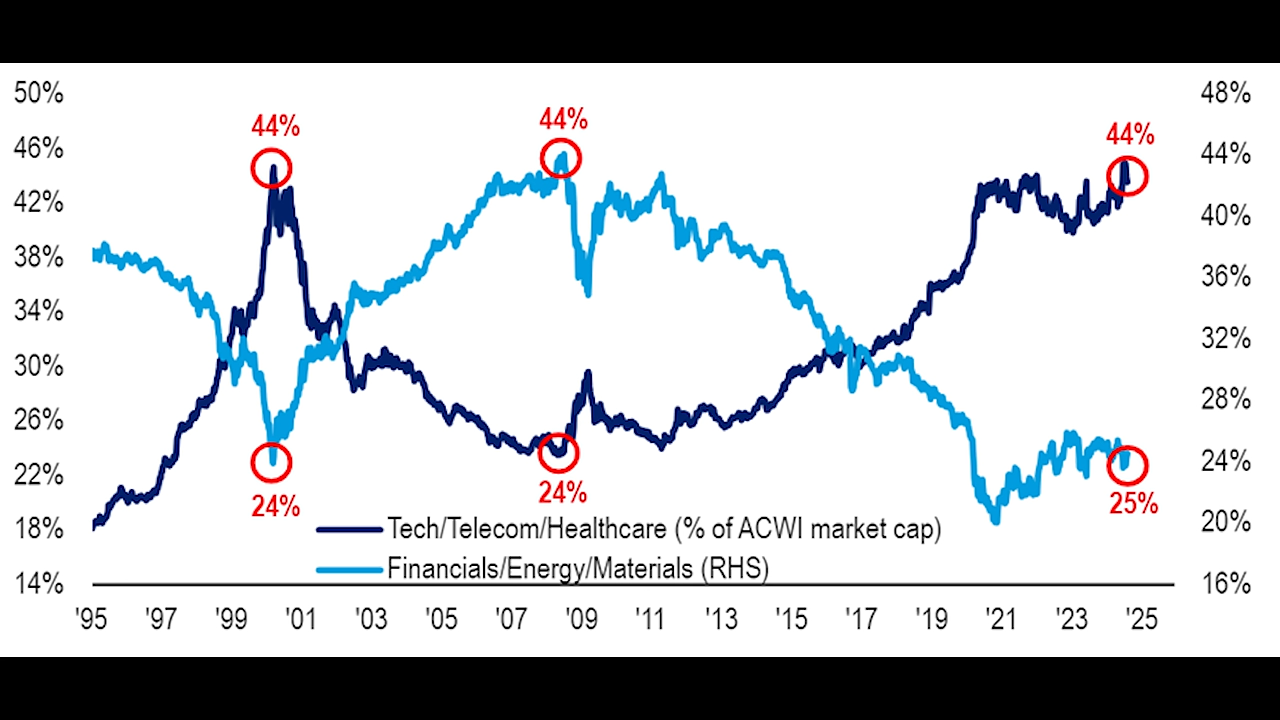 50% 48%
44% 44% 44%
46% 44%
42% 40%
38% 36%
34% 32%
30%
26% 28%
22% 24%
24% 24% 25%
18% Tech/Telecom/Healthcare (% of ACWI market cap) 20%
Financials/Energy/Materials (RHS)
14% 16%
'95 '97 '99 '01 '03 '05 '07 '09 '11 '13 '15 '17 '19 '21 '23 '25